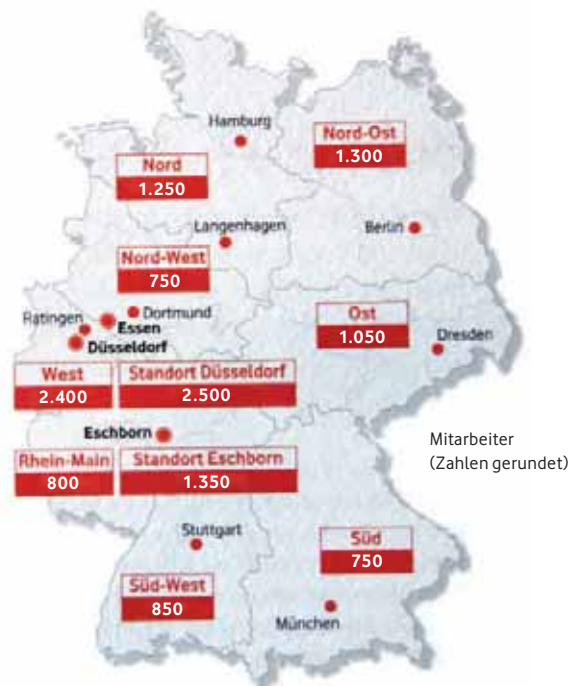 Hamburg
Nord-Ost
1.300
Nord
1.250
Langenhagen
Berlin
Nord-West
750
Dortmund
Ratingen
Essen
Düsseldorf
Ost
1.050
Dresden
West
2.400
Standort Düsseldorf
2.500
Eschborn
Mitarbeiter
(Zahlen gerundet)
Rhein-Main
800
Standort Eschborn
1.350
Stuttgart
Süd
750
Süd-West
850
München